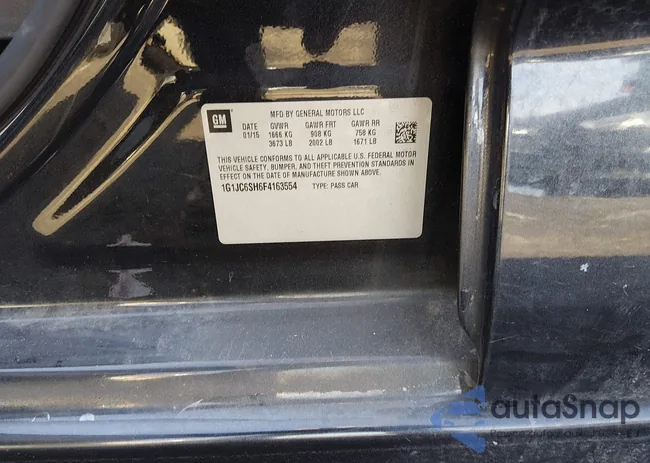 GM
MFD BY GENERAL MOTORS LLC
DATE GVWR GAWR FRT GAWR RR
01/15 1666 KG 908 KG 758 KG
3673 LB 2002 LB 1671 LB
THIS VEHICLE CONFORMS TO ALL APPLICABLE U.S. FEDERAL MOTOR
VEHICLE SAFETY, BUMPER, AND THEFT PREVENTION STANDARDS IN
EFFECT ON THE DATE OF MANUFACTURE SHOWN ABOVE.
1G1JC6SH6F4163554 TYPE: PASS CAR
autoSnap